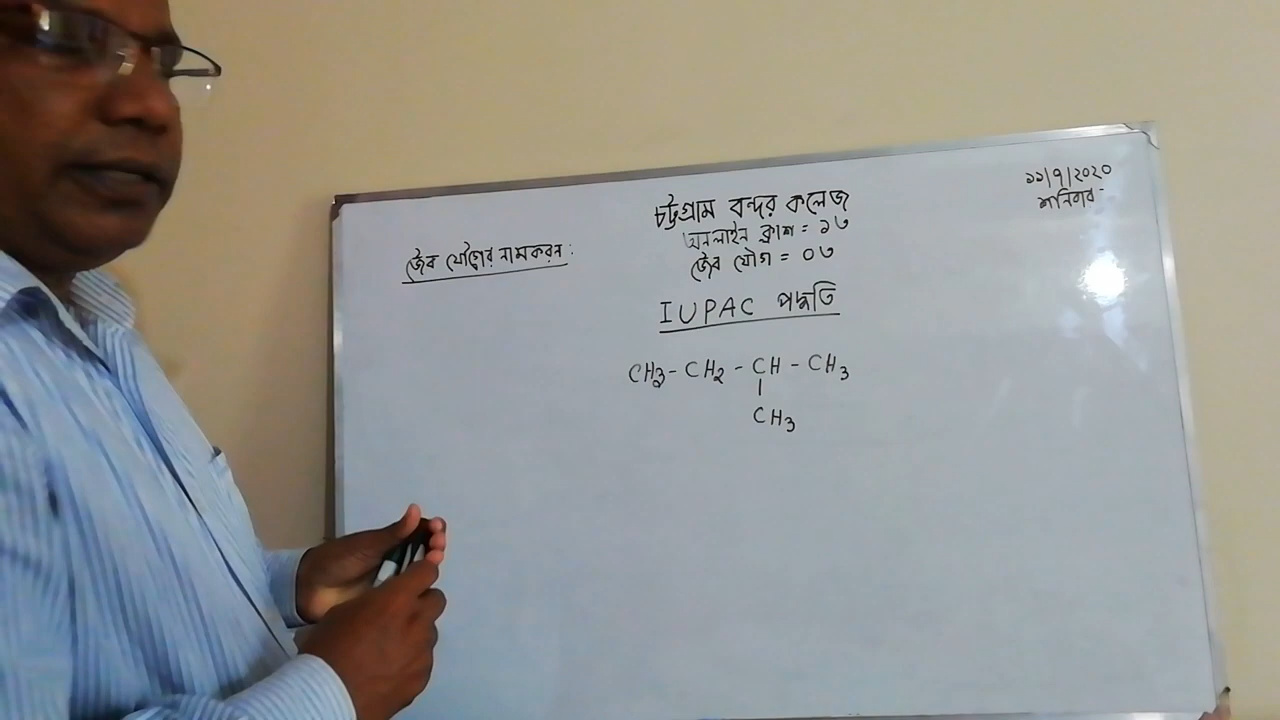 চট্টগ্রাম বন্দর কলেজ
অনলাইন ক্লাশ = ১৩
জৈব যৌগ = ০৩
১১/৭/২০২০
শনিবার
জৈব যৌগের নামকরন :
IUPAC পদ্ধতি
CH3 - CH2 - CH - CH3
|
CH3